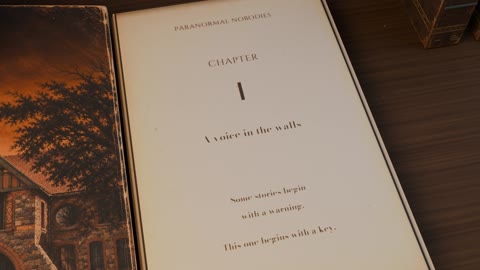 PARANORMAL NOBODIES
CHAPTER
I
A voice in the walls
Some stories begin
with a warning.
This one begins with a key.